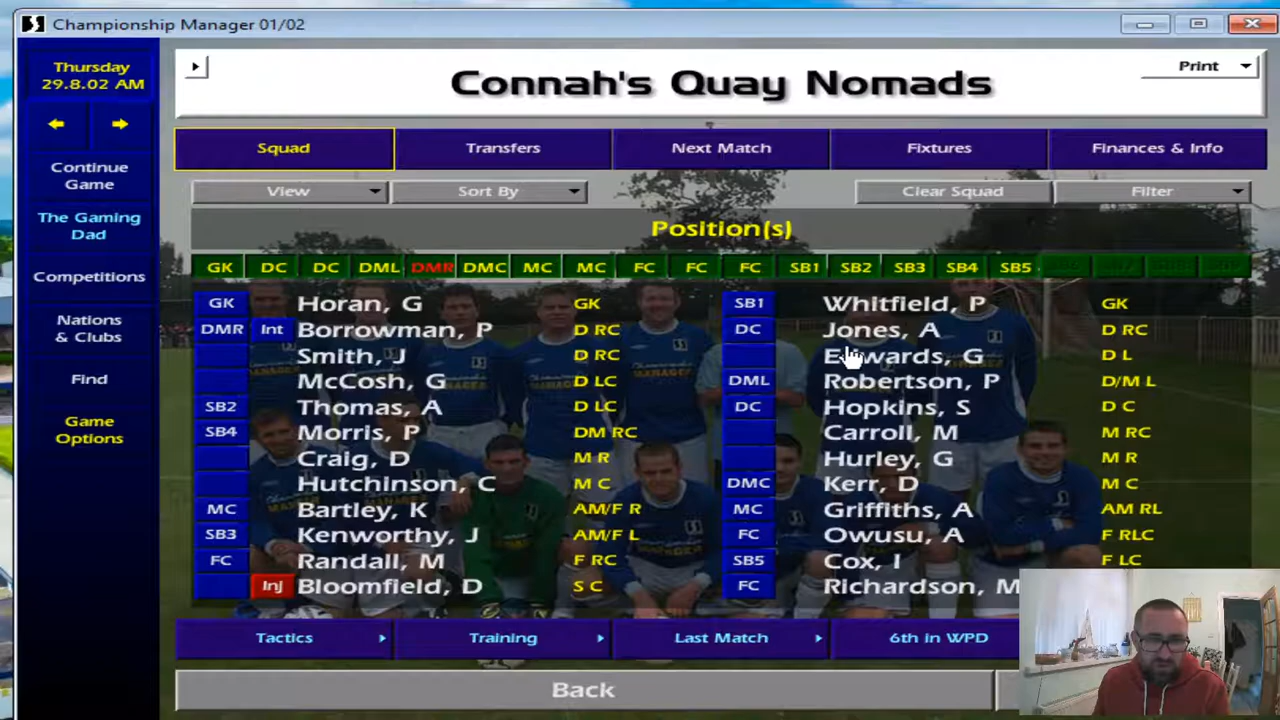 Championship Manager 01/02
Thursday
29.8.02 AM
Continue
Game
The Gaming
Dad
Competitions
Nations
& Clubs
Find
Game
Options
Connah's Quay Nomads
Print
Squad Transfers Next Match Fixtures Finances & Info
View Sort By Clear Squad Filter
Position(s)
GK DC DC DML DMR DMC MC MC FC FC FC SB1 SB2 SB3 SB4 SB5
GK Horan, G GK SB1 Whitfield, P GK
DMR Int Borrowman, P D RC DC Jones, A D RC
Smith, J D RC Edwards, G D L
McCosh, G D LC DML Robertson, P D/M L
SB2 Thomas, A D LC DC Hopkins, S D C
SB4 Morris, P DM RC Carroll, M M RC
Craig, D M R Hurley, G M R
Hutchinson, C M C DMC Kerr, D M C
MC Bartley, K AM/F R MC Griffiths, A AM RL
SB3 Kenworthy, J AM/F L FC Owusu, A F RLC
FC Randall, M F RC SB5 Cox, I F LC
Inj Bloomfield, D S C FC Richardson, M
Tactics Training Last Match 6th in WPD
Back